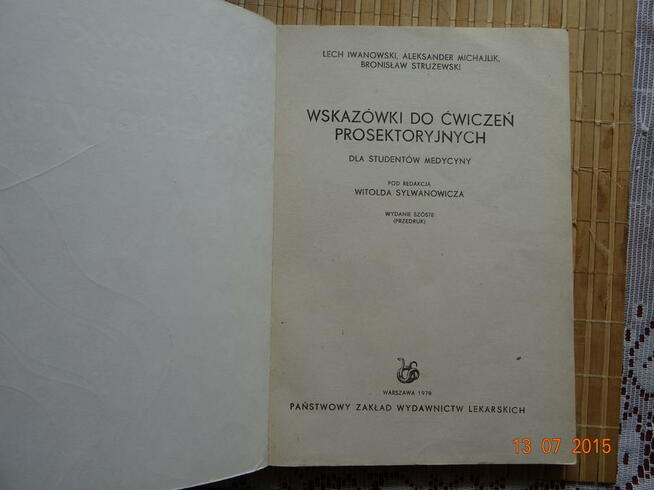 LECH IWANOWSKI, ALEKSANDER MICHAJLIK,
BRONISŁAW STRUŻEWSKI
WSKAZÓWKI DO ĆWICZEŃ
PROSEKTORYJNYCH
DLA STUDENTÓW MEDYCYNY
POD REDAKCJĄ
WITOLDA SYLWANOWICZA
WYDANIE SZÓSTE
(PRZEDRUK)
WARSZAWA 1979
PAŃSTWOWY ZAKŁAD WYDAWNICTW LEKARSKICH
13 07 2015